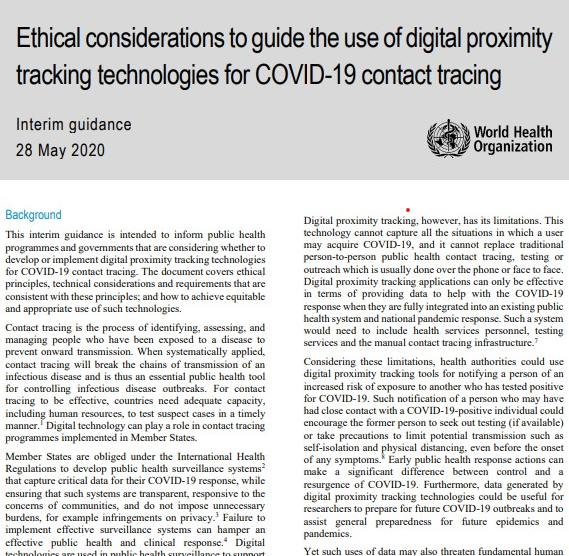 Ethical considerations to guide the use of digital proximity
tracking technologies for COVID-19 contact tracing
Interim guidance
28 May 2020
World Health
Organization
Background
This interim guidance is intended to inform public health
programmes and governments that are considering whether to
develop or implement digital proximity tracking technologies
for COVID-19 contact tracing. The document covers ethical
principles, technical considerations and requirements that are
consistent with these principles; and how to achieve equitable
and appropriate use of such technologies.
Contact tracing is the process of identifying, assessing, and
managing people who have been exposed to a disease to
prevent onward transmission. When systematically applied,
contact tracing will break the chains of transmission of an
infectious disease and is thus an essential public health tool
for controlling infectious disease outbreaks. For contact
tracing to be effective, countries need adequate capacity,
including human resources, to test suspect cases in a timely
manner.1 Digital technology can play a role in contact tracing
programmes implemented in Member States.
Member States are obliged under the International Health
Regulations to develop public health surveillance systems2
that capture critical data for their COVID-19 response, while
ensuring that such systems are transparent, responsive to the
concerns of communities, and do not impose unnecessary
burdens, for example infringements on privacy.3 Failure to
implement effective surveillance systems can hamper an
effective public health and clinical response.4 Digital
technologies are used in public health surveillance to support
Digital proximity tracking, however, has its limitations. This
technology cannot capture all the situations in which a user
may acquire COVID-19, and it cannot replace traditional
person-to-person public health contact tracing, testing or
outreach which is usually done over the phone or face to face.
Digital proximity tracking applications can only be effective
in terms of providing data to help with the COVID-19
response when they are fully integrated into an existing public
health system and national pandemic response. Such a system
would need to include health services personnel, testing
services and the manual contact tracing infrastructure.7
Considering these limitations, health authorities could use
digital proximity tracking tools for notifying a person of an
increased risk of exposure to another who has tested positive
for COVID-19. Such notification of a person who may have
had close contact with a COVID-19-positive individual could
encourage the former person to seek out testing (if available)
or take precautions to limit potential transmission such as
self-isolation and physical distancing, even before the onset
of any symptoms.8 Early public health response actions can
make a significant difference between control and a
resurgence of COVID-19. Furthermore, data generated by
digital proximity tracking technologies could be useful for
researchers to prepare for future COVID-19 outbreaks and to
assist general preparedness for future epidemics and
pandemics.
Yet such uses of data may also threaten fundamental human